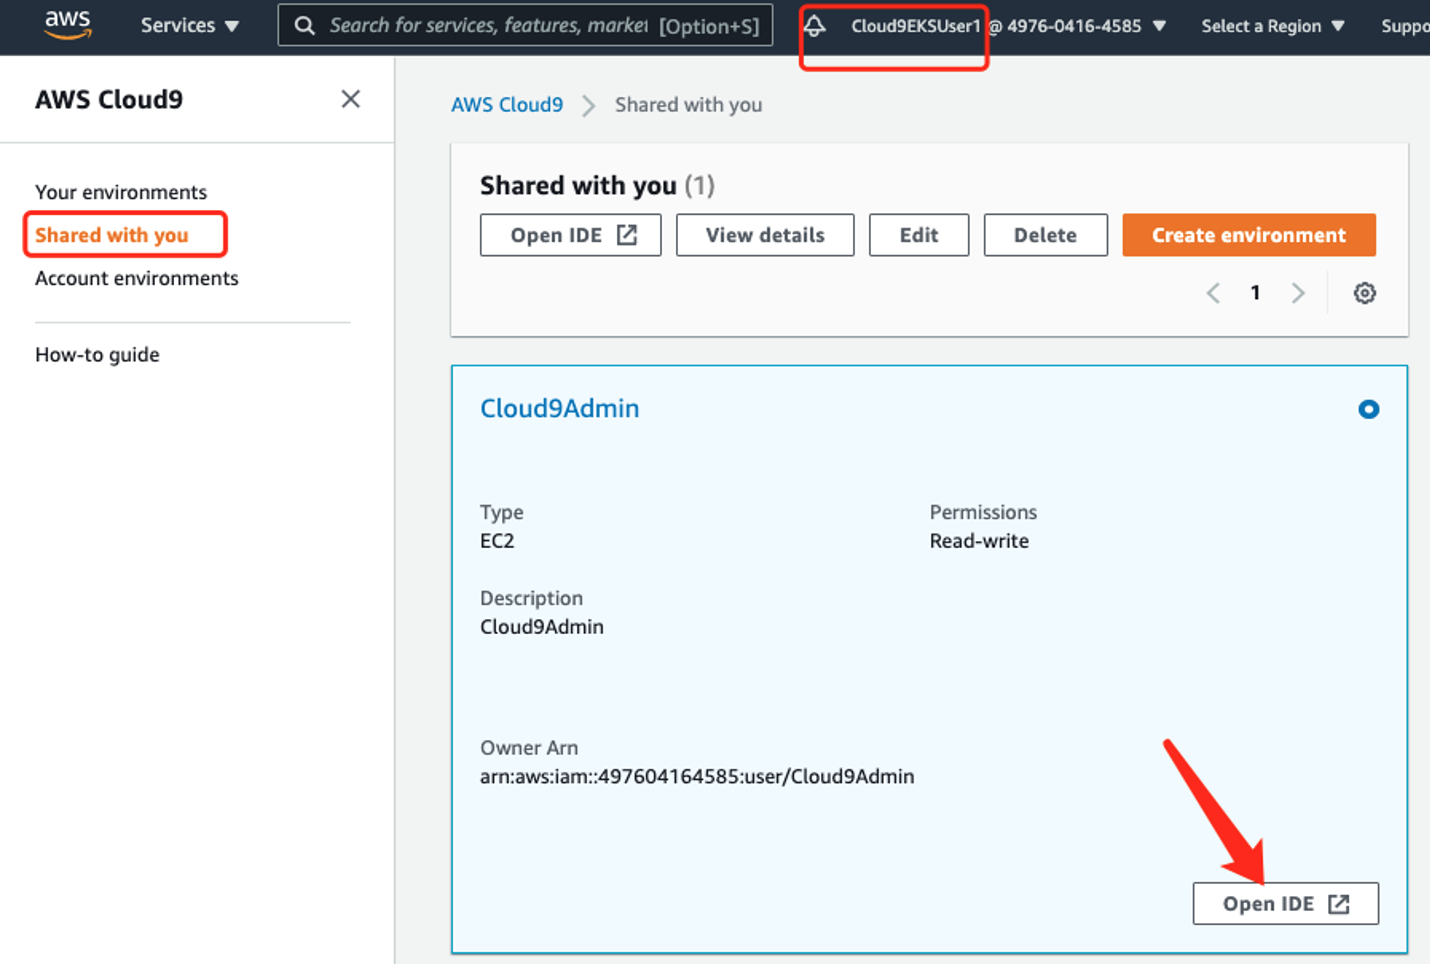 aws Services Search for services, features, market [Option+S] Cloud9EKSUser1 @ 4976-0416-4585 Select a Region Suppo
AWS Cloud9
Your environments
Shared with you
Account environments
How-to guide
AWS Cloud9 Shared with you
Shared with you (1)
Open IDE View details Edit Delete Create environment
1
Cloud9Admin
Type Permissions
EC2 Read-write
Description
Cloud9Admin
Owner Arn
arn:aws:iam::497604164585:user/Cloud9Admin
Open IDE